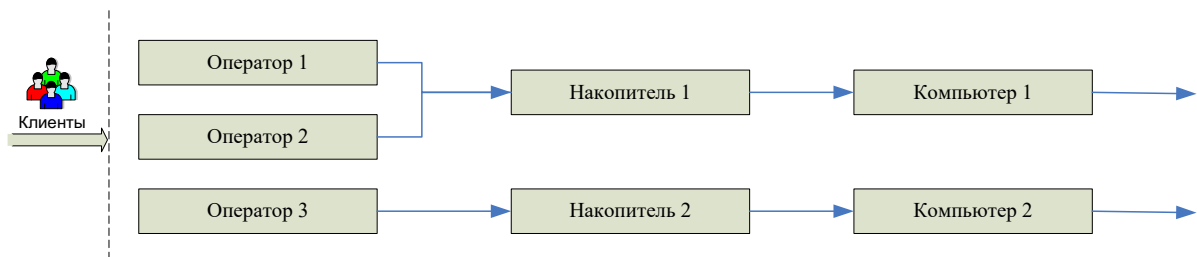 Клиенты
Оператор 1
Оператор 2
Оператор 3
Накопитель 1
Накопитель 2
Компьютер 1
Компьютер 2